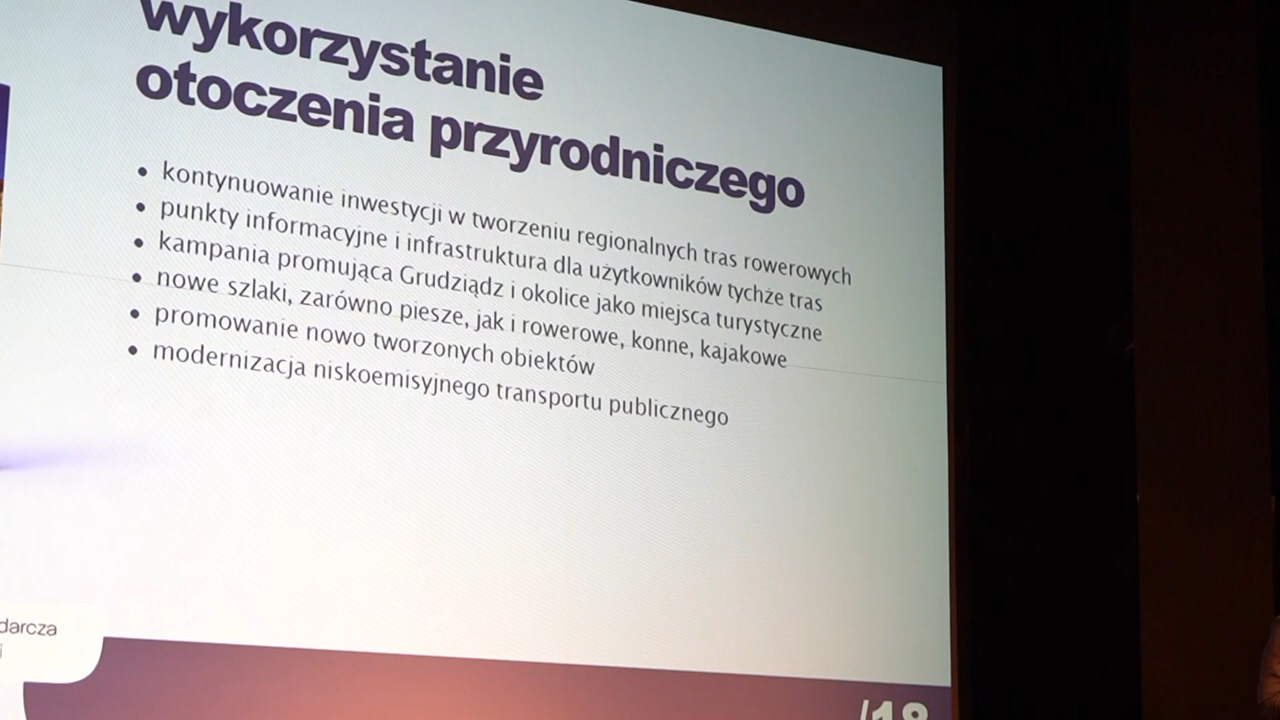 wykorzystanie
otoczenia przyrodniczego
• kontynuowanie inwestycji w tworzeniu regionalnych tras rowerowych
• punkty informacyjne i infrastruktura dla użytkowników tychże tras
• kampania promująca Grudziądz i okolice jako miejsca turystyczne
• nowe szlaki, zarówno piesze, jak i rowerowe, konne, kajakowe
• promowanie nowo tworzonych obiektów
• modernizacja niskoemisyjnego transportu publicznego
darcza
/18